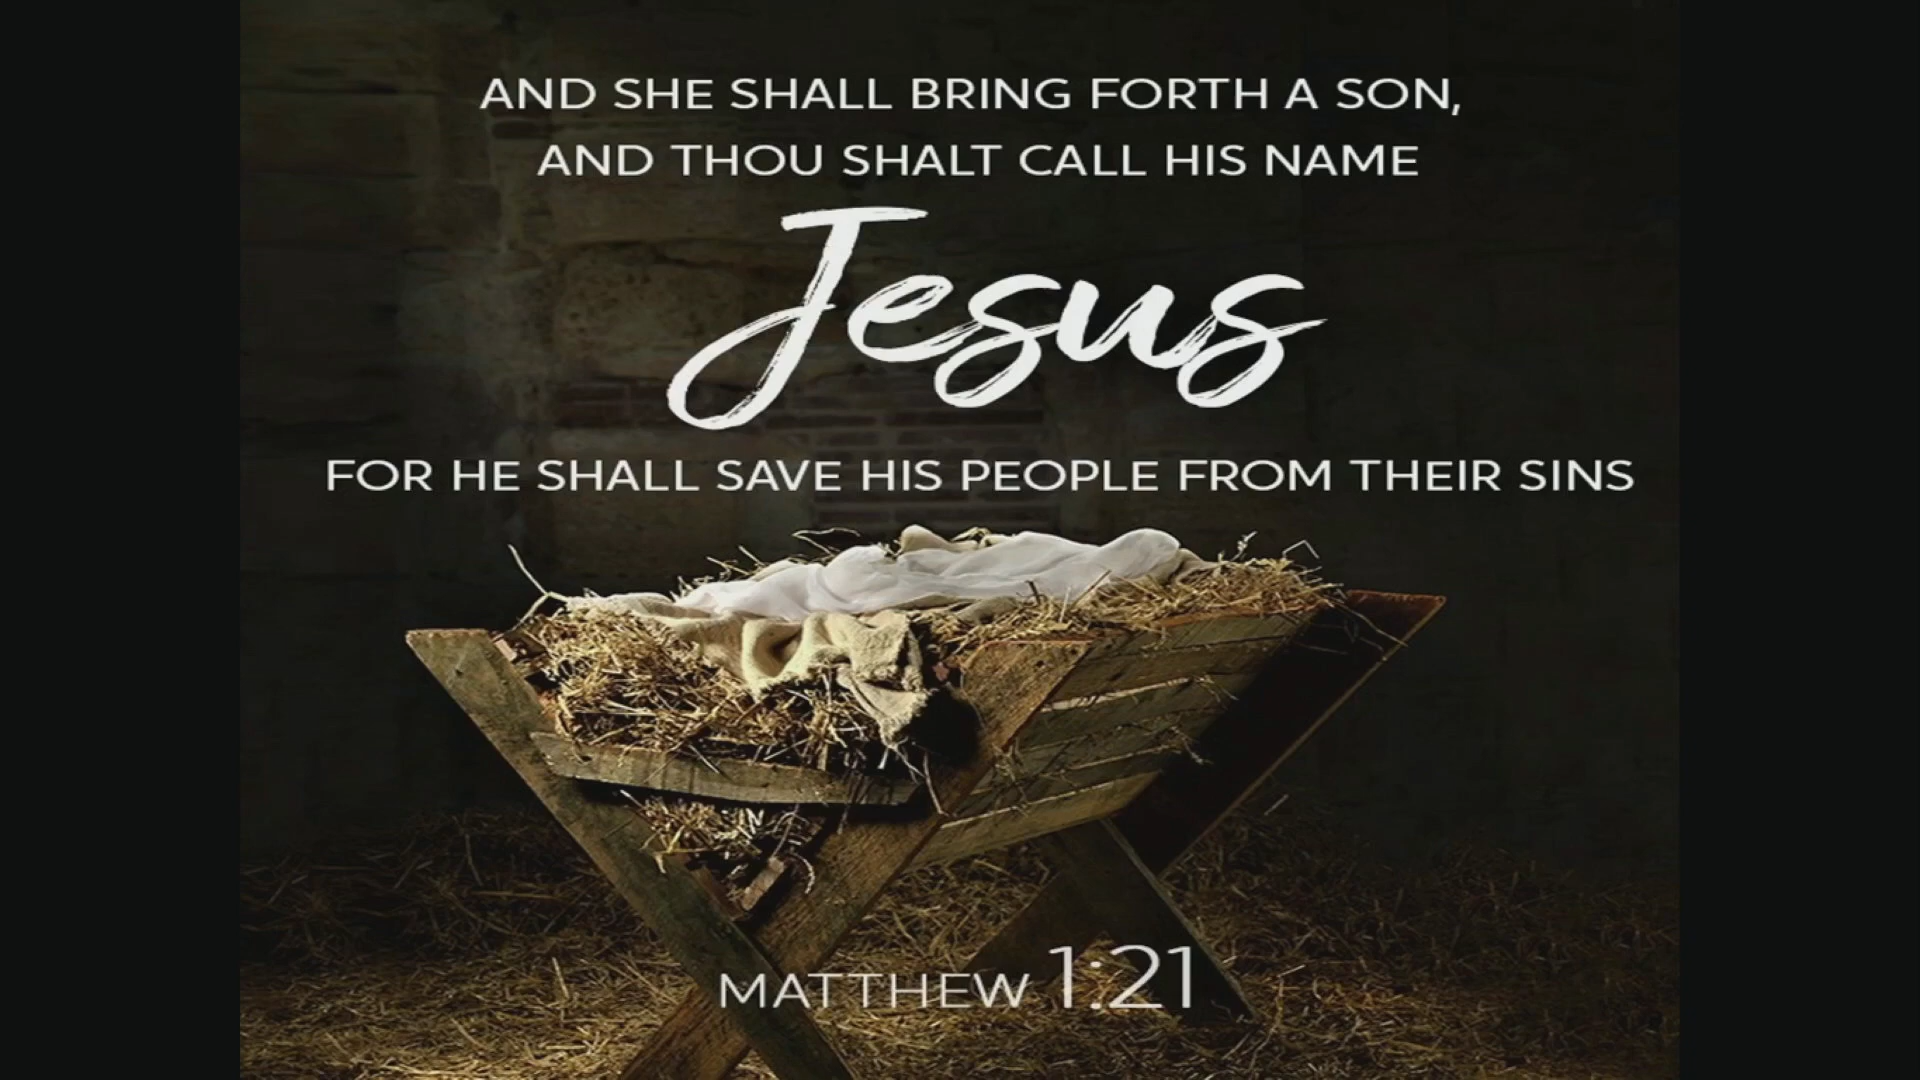 AND SHE SHALL BRING FORTH A SON,
AND THOU SHALT CALL HIS NAME
Jesus
FOR HE SHALL SAVE HIS PEOPLE FROM THEIR SINS
MATTHEW 1:21